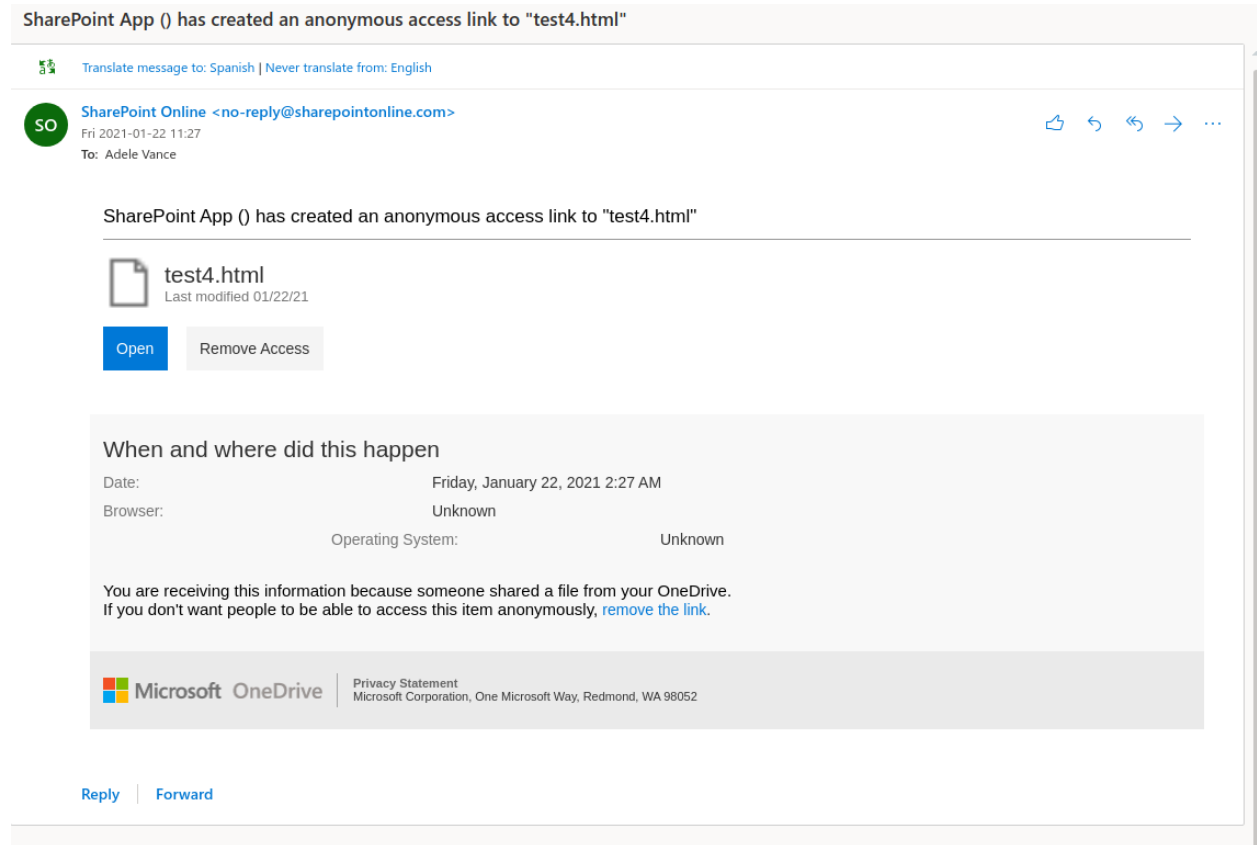 SharePoint App () has created an anonymous access link to "test4.html"
Translate message to: Spanish | Never translate from: English
SO
SharePoint Online <no-reply@sharepointonline.com>
Fri 2021-01-22 11:27
To: Adele Vance
SharePoint App () has created an anonymous access link to "test4.html"
test4.html
Last modified 01/22/21
Open Remove Access
When and where did this happen
Date: Friday, January 22, 2021 2:27 AM
Browser: Unknown
Operating System: Unknown
You are receiving this information because someone shared a file from your OneDrive.
If you don't want people to be able to access this item anonymously, remove the link.
Microsoft OneDrive
Privacy Statement
Microsoft Corporation, One Microsoft Way, Redmond, WA 98052
Reply Forward